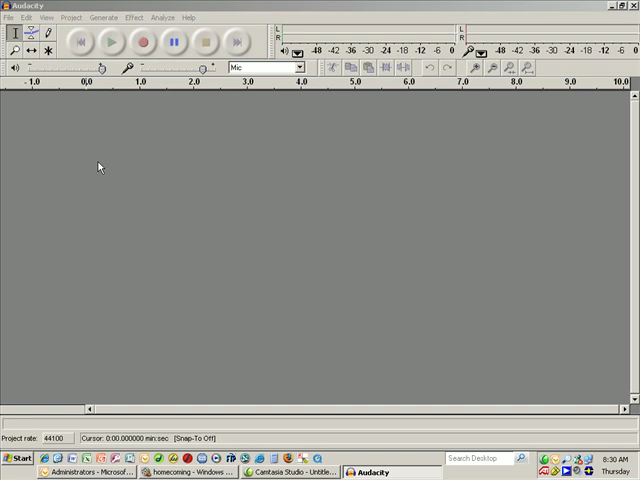 Audacity
File Edit View Project Generate Effect Analyze Help
L
R
-48 -42 -36 -30 -24 -18 -12 -6 0
L
R
-48 -42 -36 -30 -24 -18 -12 -6 0
Mic
-1.0 0.0 1.0 2.0 3.0 4.0 5.0 6.0 7.0 8.0 9.0 10.0
Project rate: 44100 Cursor: 0:00.000000 min:sec [Snap-To Off]
Start Search Desktop 8:30 AM
Administrators - Microsof... homecoming - Windows ... Camtasia Studio - Untitle... Audacity Thursday